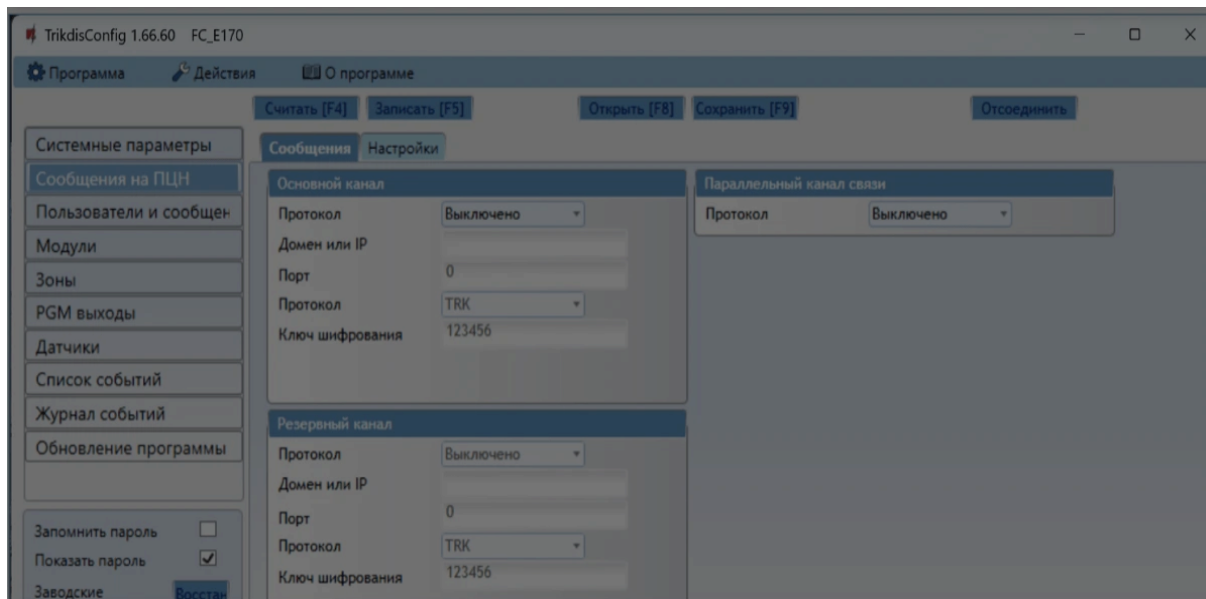 TrikdisConfig 1.66.60 FC_E170
Программа Действия О программе
Считать [F4] Записать [F5] Открыть [F8] Сохранить [F9] Отсоединить
Системные параметры
Сообщения на ПЦН
Пользователи и сообщен
Модули
Зоны
PGM выходы
Датчики
Список событий
Журнал событий
Обновление программы
Запомнить пароль
Показать пароль
Заводские Восстан
Сообщения Настройки
Основной канал
Протокол Выключено
Домен или IP
Порт 0
Протокол TRK
Ключ шифрования 123456
Резервный канал
Протокол Выключено
Домен или IP
Порт 0
Протокол TRK
Ключ шифрования 123456
Параллельный канал связи
Протокол Выключено